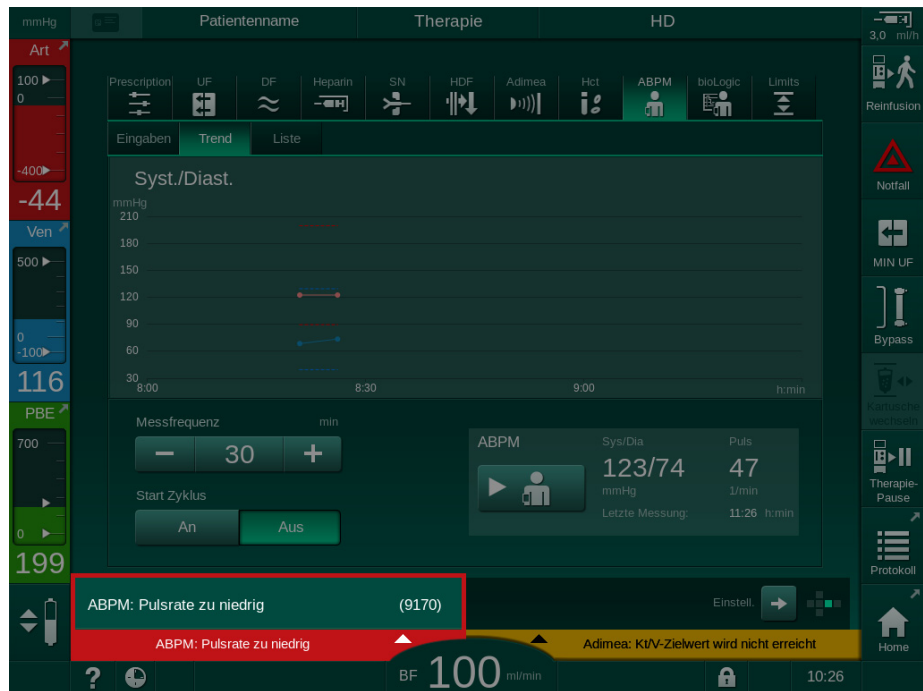 mmHg
Patientenname
Therapie
HD
3,0 ml/h
Art
100
0
-400
-44
Ven
500
0
-100
116
PBE
700
0
199
Prescription
UF
DF
Heparin
SN
HDF
Adimea
Hct
ABPM
bioLogic
Limits
Eingaben
Trend
Liste
Syst./Diast.
mmHg
210
180
150
120
90
60
30
8:00
8:30
9:00
h:min
Messfrequenz
min
30
Start Zyklus
An
Aus
ABPM
Sys/Dia
Puls
123/74
47
mmHg
1/min
Letzte Messung:
11:26 h:min
Reinfusion
Notfall
MIN UF
Bypass
Kartusche
wechseln
Therapie-
Pause
Protokoll
Home
ABPM: Pulsrate zu niedrig (9170)
Einstell.
ABPM: Pulsrate zu niedrig
Adimea: Kt/V-Zielwert wird nicht erreicht
?
BF 100 ml/min
10:26